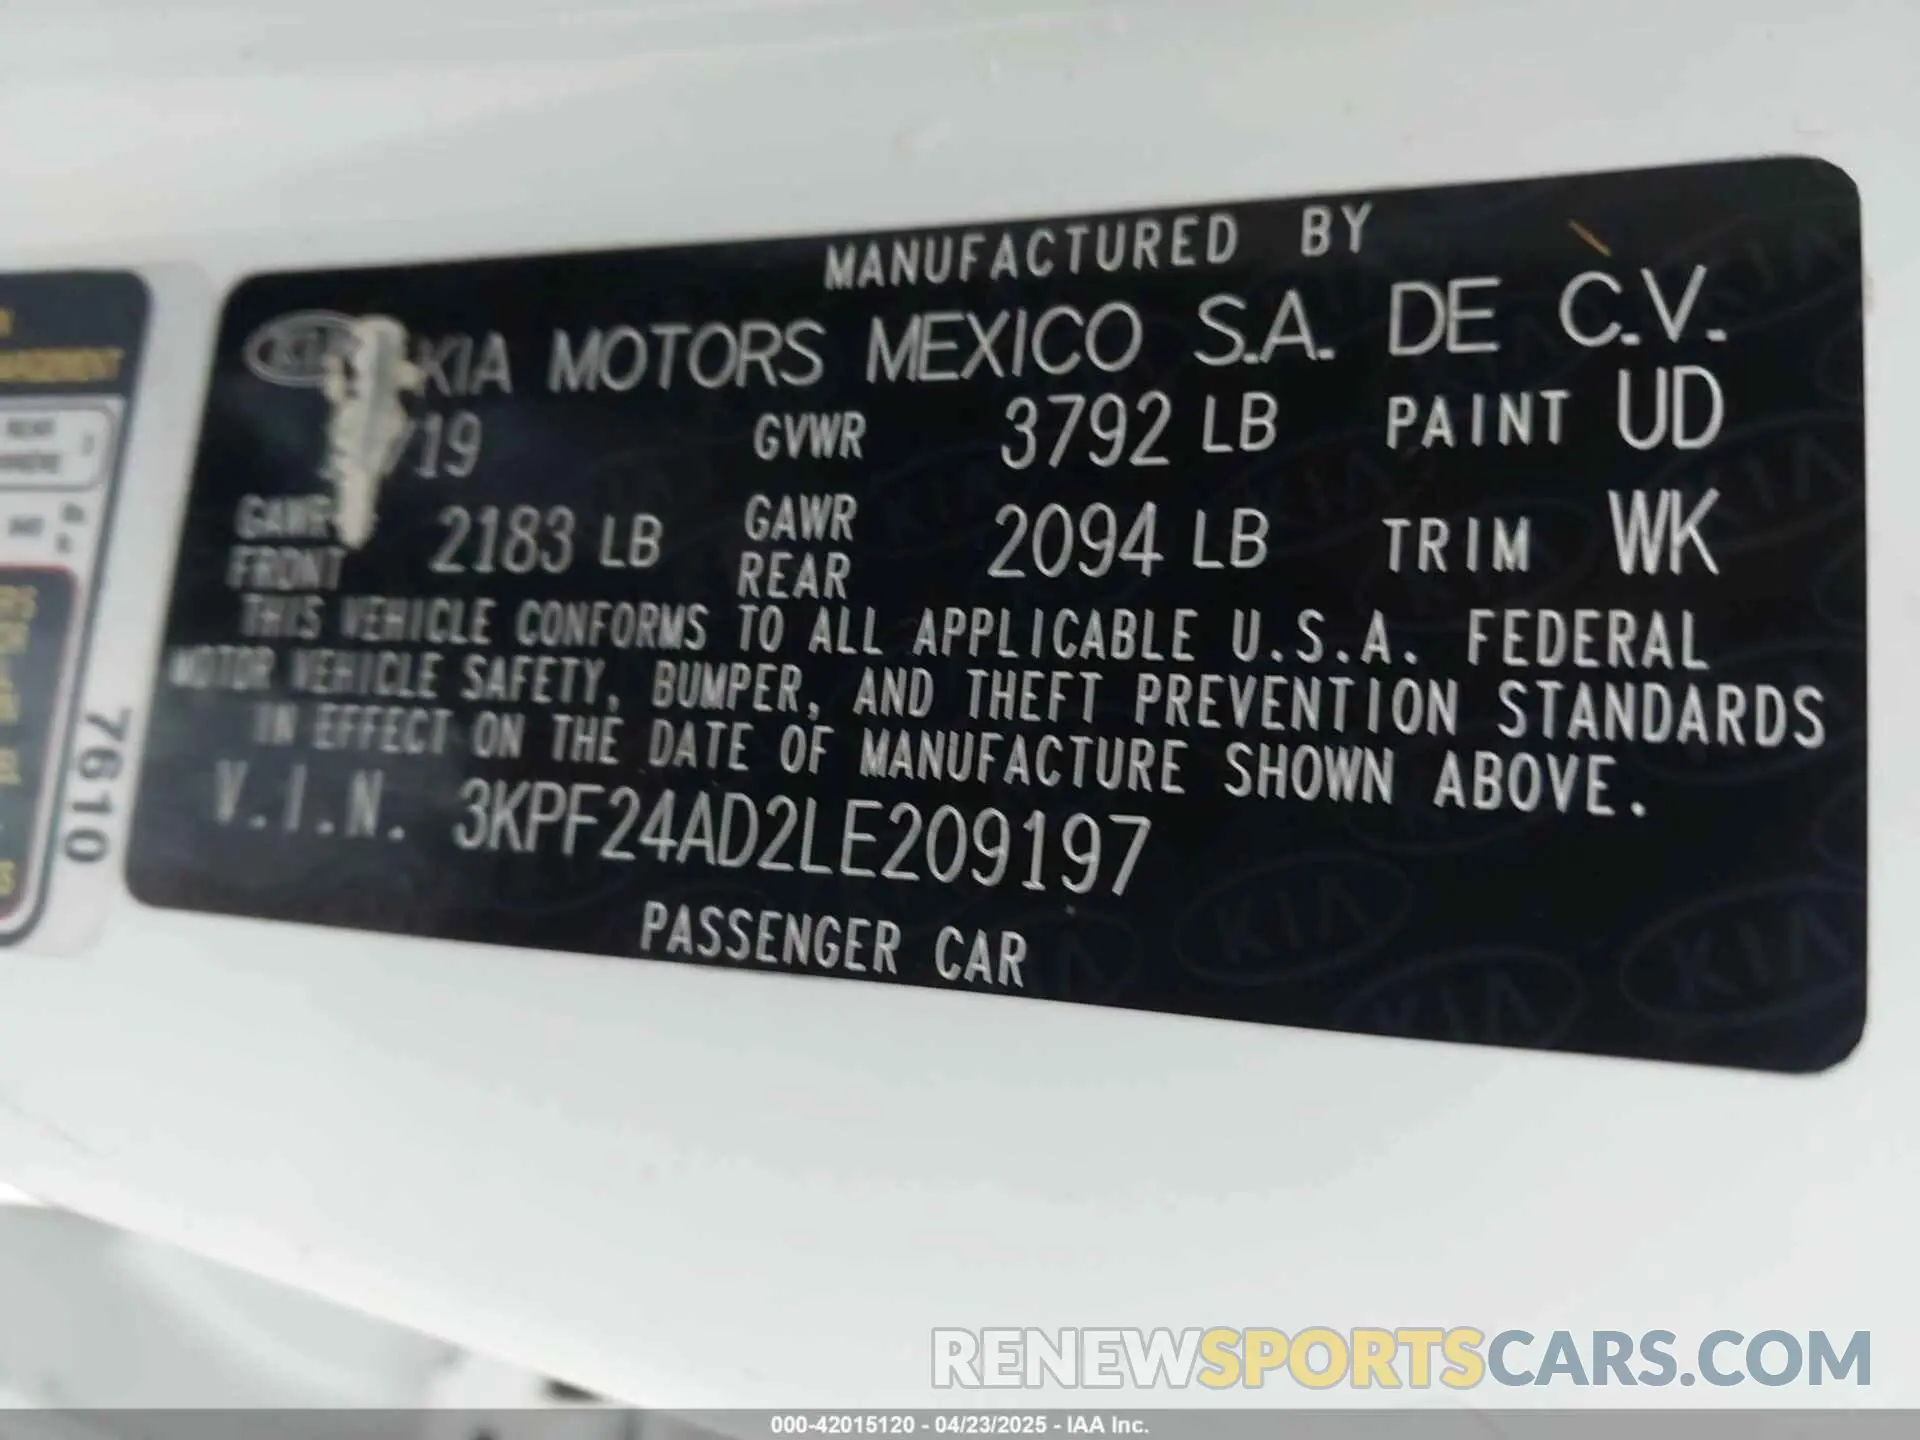 MANUFACTURED BY
KIA KIA MOTORS MEXICO S.A. DE C.V.
/19 GVWR 3792 LB PAINT UD
GAWR FRONT 2183 LB GAWR REAR 2094 LB TRIM WK
THIS VEHICLE CONFORMS TO ALL APPLICABLE U.S.A. FEDERAL
MOTOR VEHICLE SAFETY, BUMPER, AND THEFT PREVENTION STANDARDS
IN EFFECT ON THE DATE OF MANUFACTURE SHOWN ABOVE.
V.I.N. 3KPF24AD2LE209197
PASSENGER CAR
7610
RENEWSPORTSCARS.COM
000-42015120 - 04/23/2025 - IAA Inc.